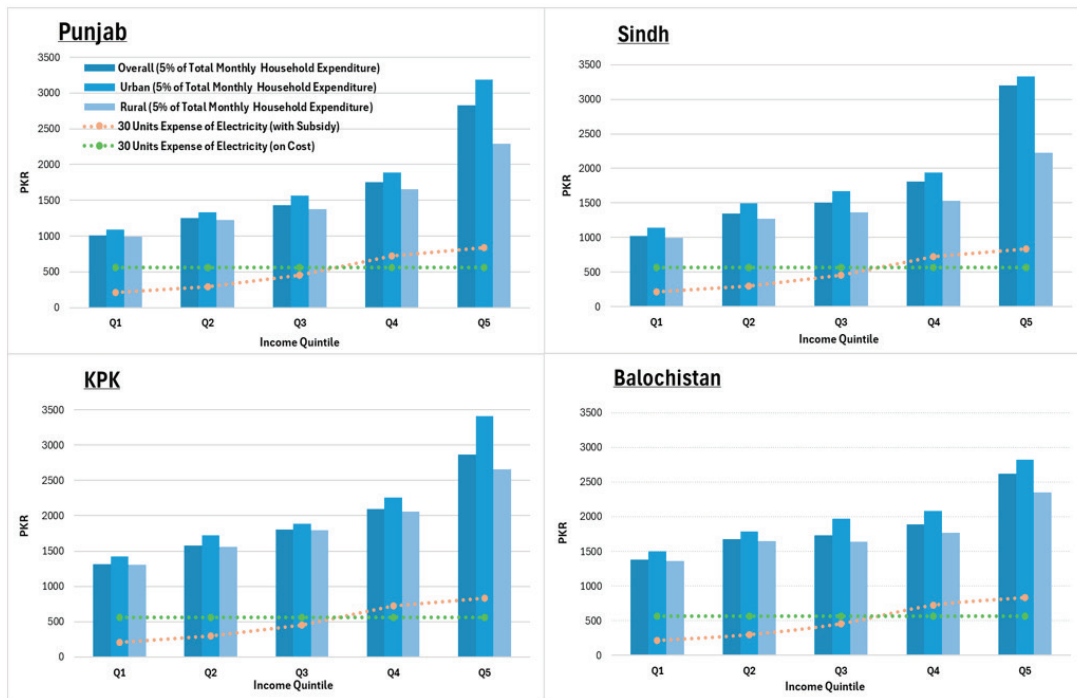 Punjab
3500
3000
2500
2000
1500
1000
500
0
PKR
Overall (5% of Total Monthly Household Expenditure)
Urban (5% of Total Monthly Household Expenditure)
Rural (5% of Total Monthly Household Expenditure)
30 Units Expense of Electricity (with Subsidy)
30 Units Expense of Electricity (on Cost)
Q1 Q2 Q3 Q4 Q5
Income Quintile
Sindh
3500
3000
2500
2000
1500
1000
500
0
PKR
Q1 Q2 Q3 Q4 Q5
Income Quintile
KPK
3500
3000
2500
2000
1500
1000
500
0
PKR
Q1 Q2 Q3 Q4 Q5
Income Quintile
Balochistan
3500
3000
2500
2000
1500
1000
500
0
PKR
Q1 Q2 Q3 Q4 Q5
Income Quintile